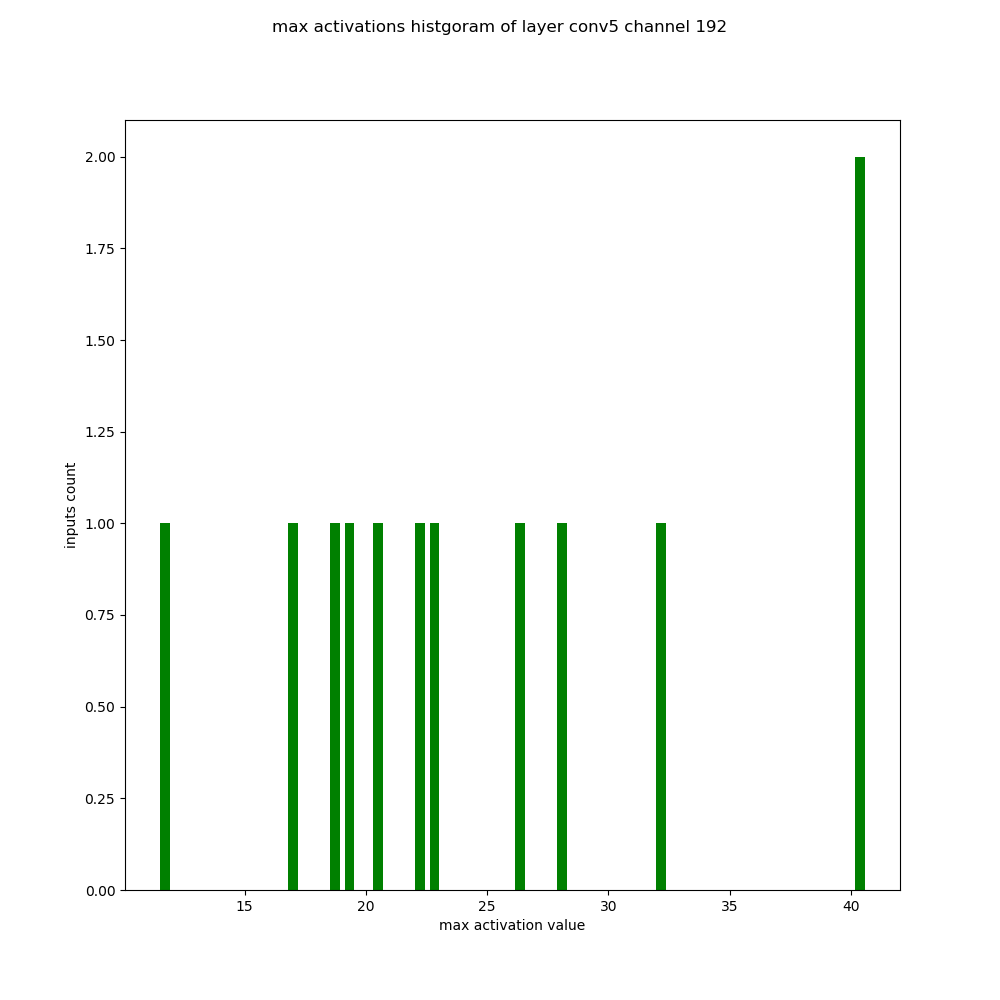 max activations histgoram of layer conv5 channel 192
2.00
1.75
1.50
1.25
1.00
0.75
0.50
0.25
0.00
inputs count
15 20 25 30 35 40
max activation value